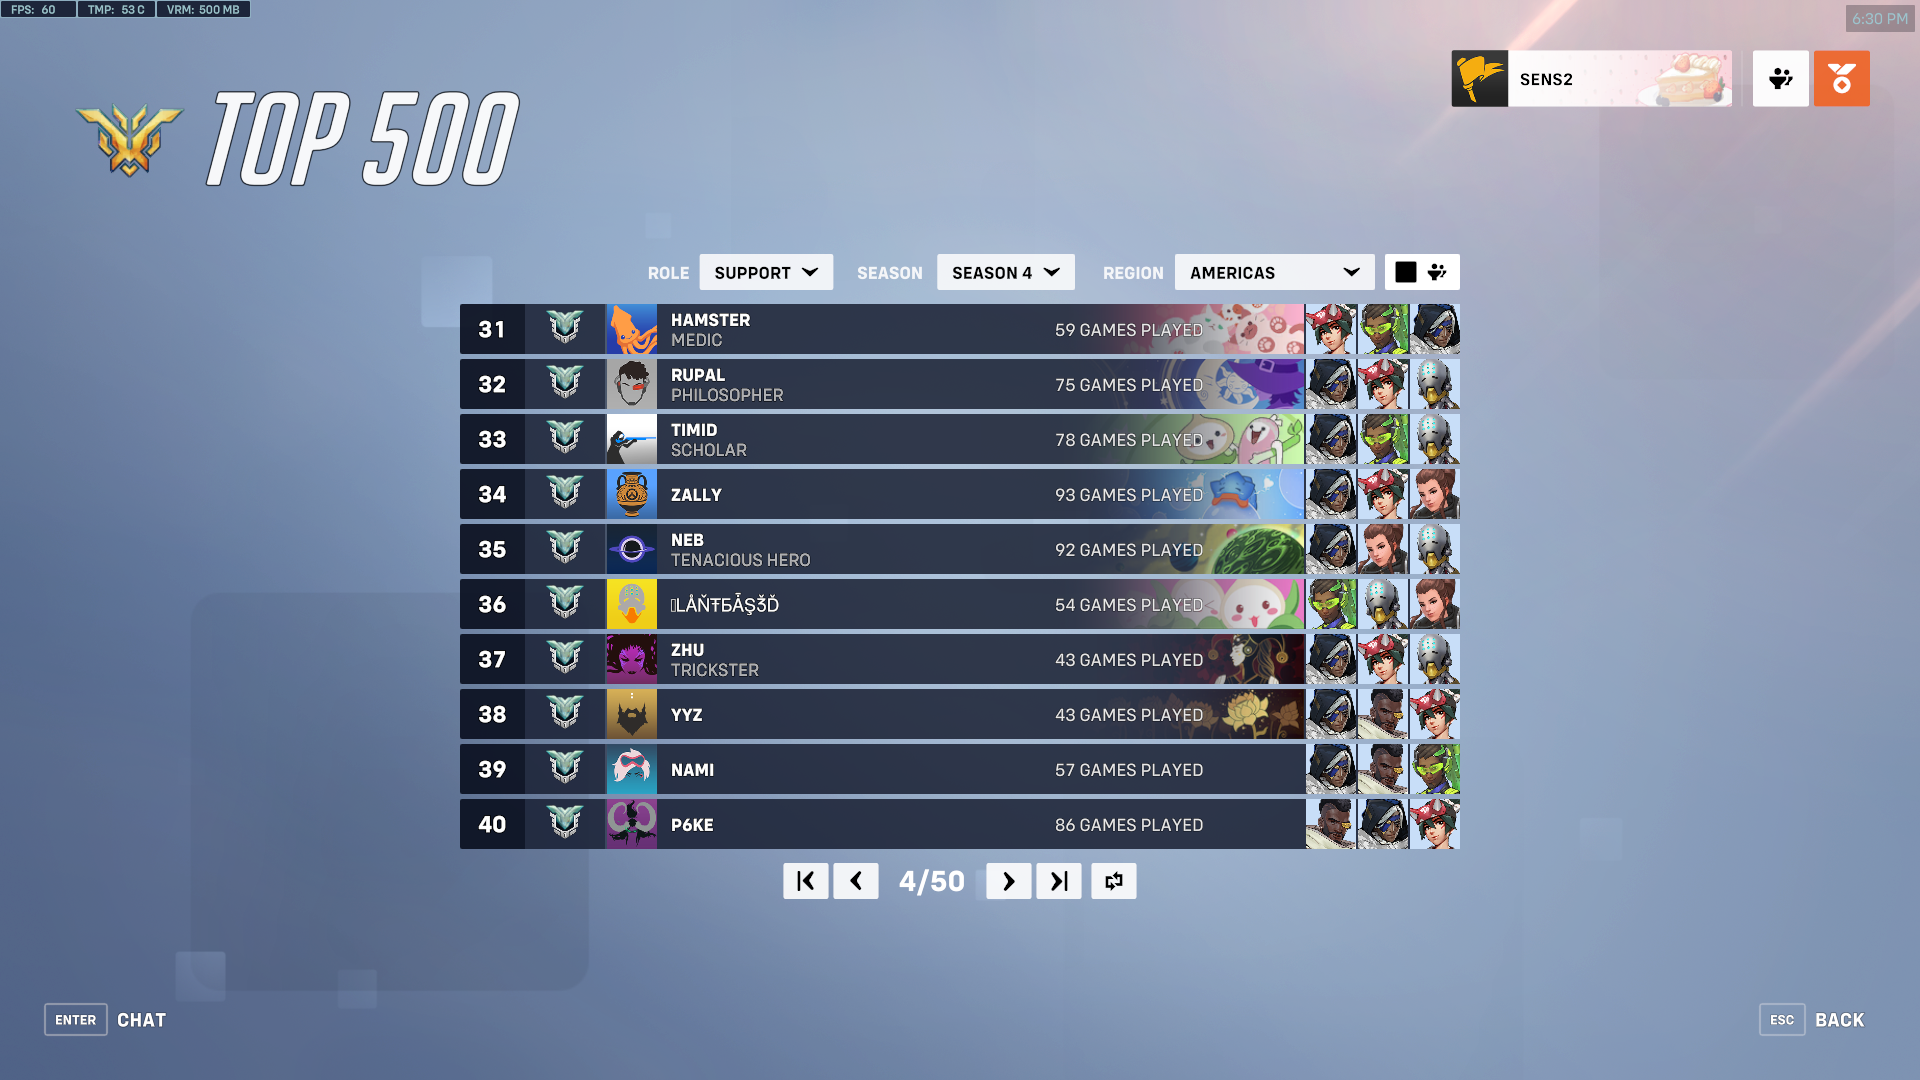 FPS: 60 TMP: 53 C VRM: 500 MB
6:30 PM
SENS2
TOP 500
ROLE SUPPORT SEASON SEASON 4 REGION AMERICAS
31 HAMSTER 59 GAMES PLAYED
MEDIC
32 RUPAL 75 GAMES PLAYED
PHILOSOPHER
33 TIMID 78 GAMES PLAYED
SCHOLAR
34 ZALLY 93 GAMES PLAYED
35 NEB 92 GAMES PLAYED
TENACIOUS HERO
36 54 GAMES PLAYED
37 ZHU 43 GAMES PLAYED
TRICKSTER
38 YYZ 43 GAMES PLAYED
39 NAMI 57 GAMES PLAYED
40 P6KE 86 GAMES PLAYED
4/50
ENTER CHAT
ESC BACK